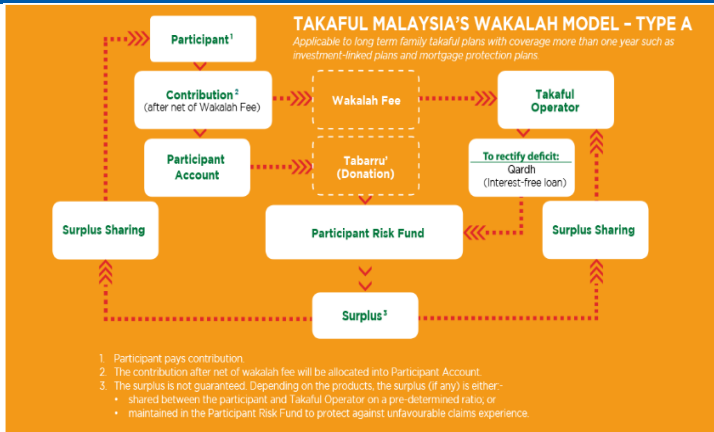 TAKAFUL MALAYSIA'S WAKALAH MODEL – TYPE A
Applicable to long term family takaful plans with coverage more than one year such as
investment-linked plans and mortgage protection plans.
Participant¹
Contribution²
(after net of Wakalah Fee)
Wakalah Fee
Takaful
Operator
Participant
Account
Tabarru'
(Donation)
To rectify deficit:
Qardh
(Interest-free loan)
Surplus Sharing
Participant Risk Fund
Surplus Sharing
Surplus³
1 Participant pays contribution.
2. The contribution after net of wakalah fee will be allocated into Participant Account.
3. The surplus is not guaranteed. Depending on the products, the surplus (if any) is either:-
• shared between the participant and Takaful Operator on a pre-determined ratio; or
• maintained in the Participant Risk Fund to protect against unfavourable claims experience.